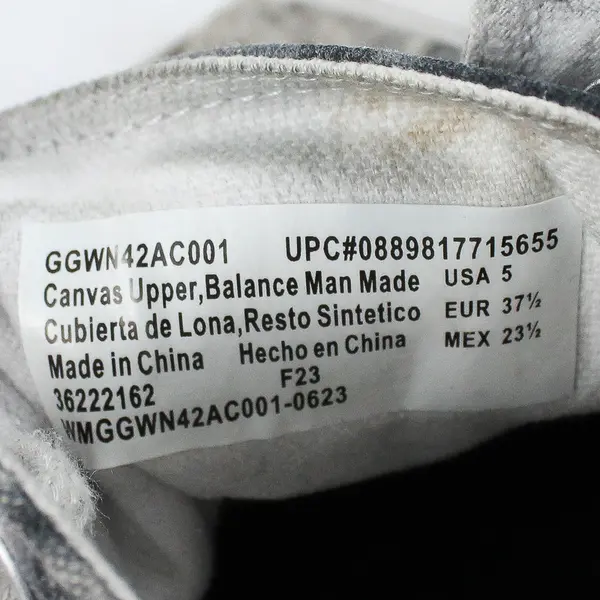 GGWN42AC001 UPC#0889817715655
Canvas Upper,Balance Man Made USA 5
Cubierta de Lona,Resto Sintetico EUR 37½
Made in China Hecho en China MEX 23½
36222162 F23
WMGGWN42AC001-0623